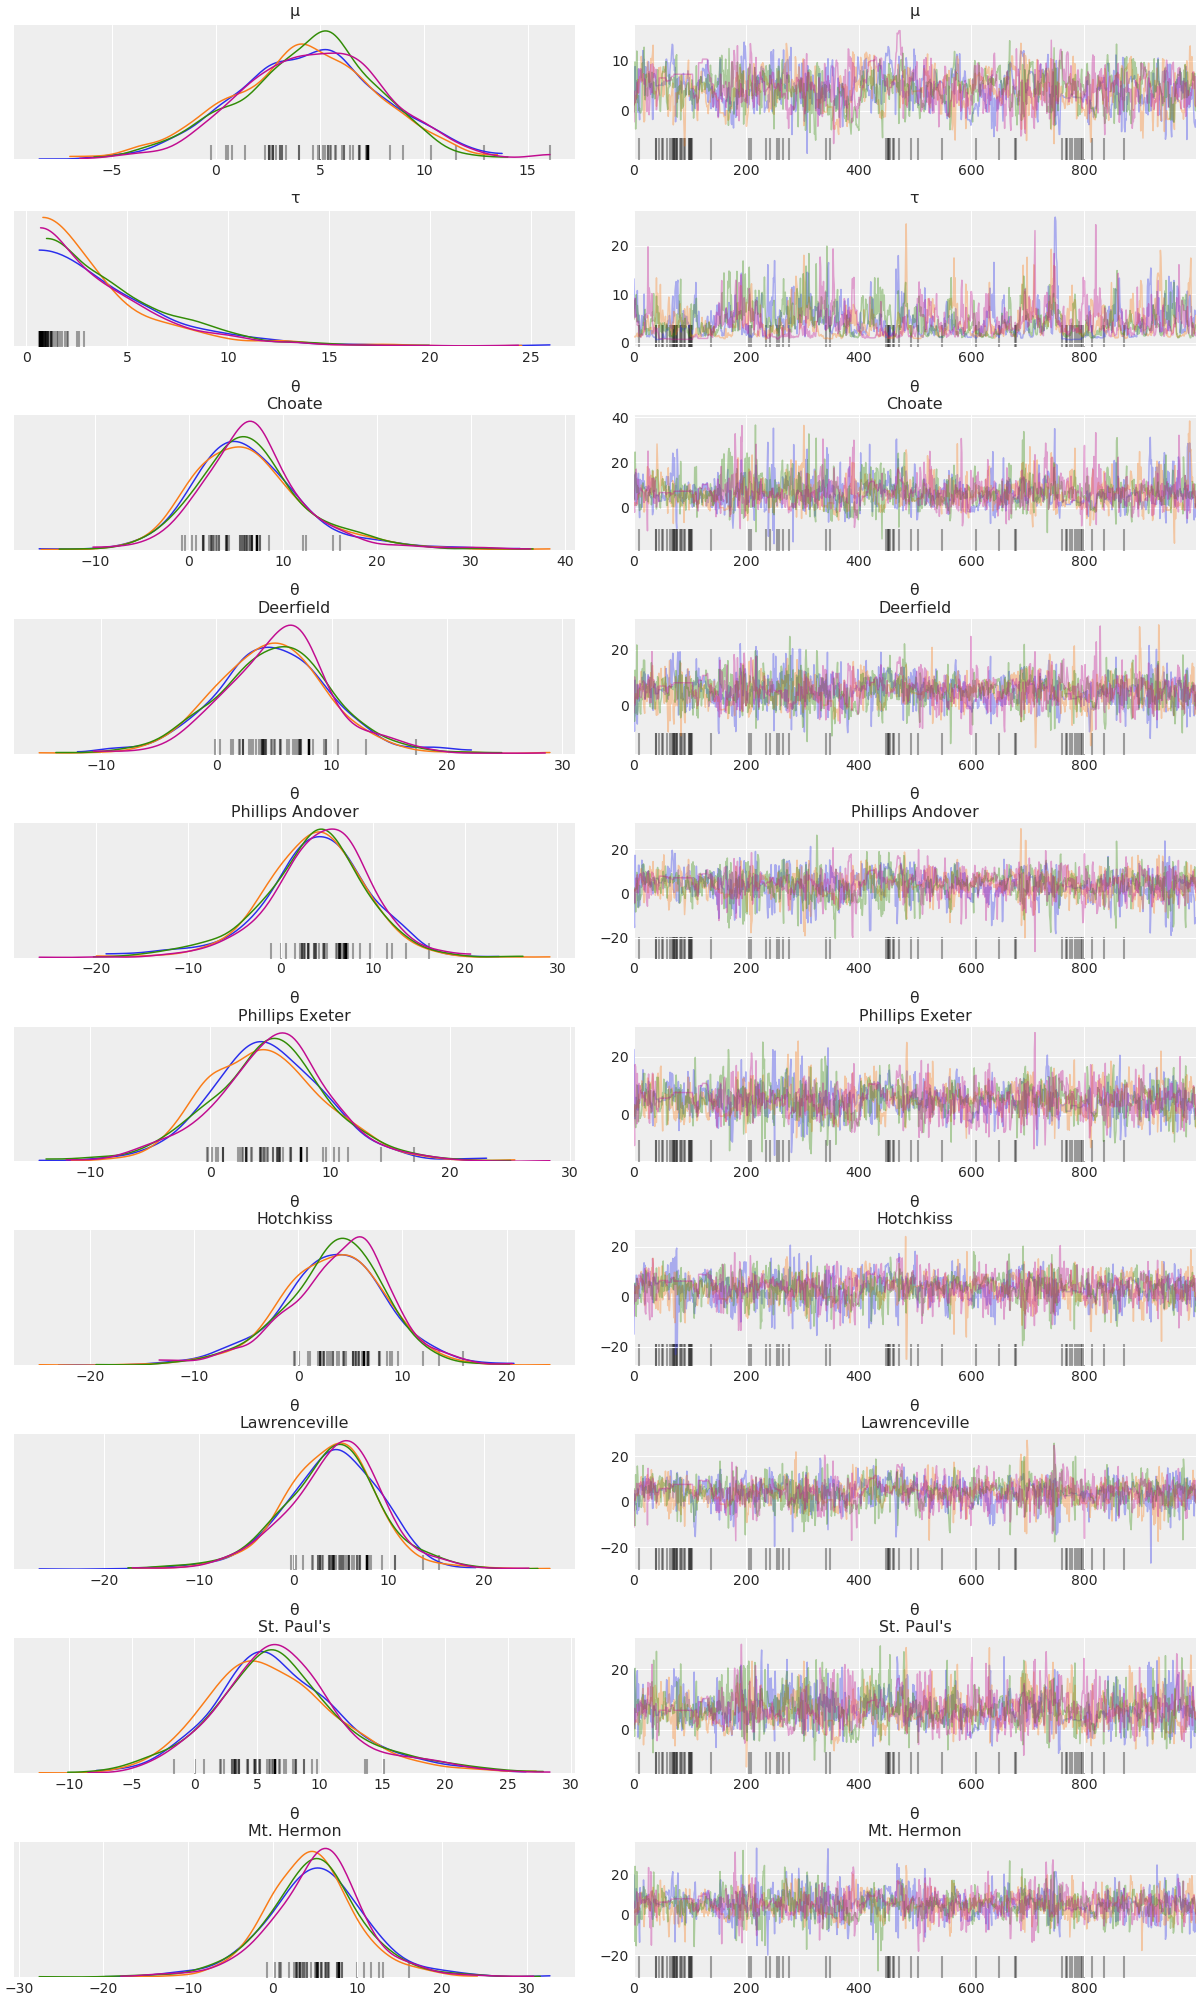 μ μ
10
0
−5 0 5 10 15 0 200 400 600 800
τ τ
20
10
0
0 5 10 15 20 25 0 200 400 600 800
θ θ
Choate Choate
40
20
0
−10 0 10 20 30 40 0 200 400 600 800
θ θ
Deerfield Deerfield
20
0
−10 0 10 20 30 0 200 400 600 800
θ θ
Phillips Andover Phillips Andover
20
0
−20
−20 −10 0 10 20 30 0 200 400 600 800
θ θ
Phillips Exeter Phillips Exeter
20
0
−10 0 10 20 30 0 200 400 600 800
θ θ
Hotchkiss Hotchkiss
20
0
−20
−20 −10 0 10 20 0 200 400 600 800
θ θ
Lawrenceville Lawrenceville
20
0
−20
−20 −10 0 10 20 0 200 400 600 800
θ θ
St. Paul's St. Paul's
20
0
−10 −5 0 5 10 15 20 25 30 0 200 400 600 800
θ θ
Mt. Hermon Mt. Hermon
20
0
−20
−30 −20 −10 0 10 20 30 0 200 400 600 800